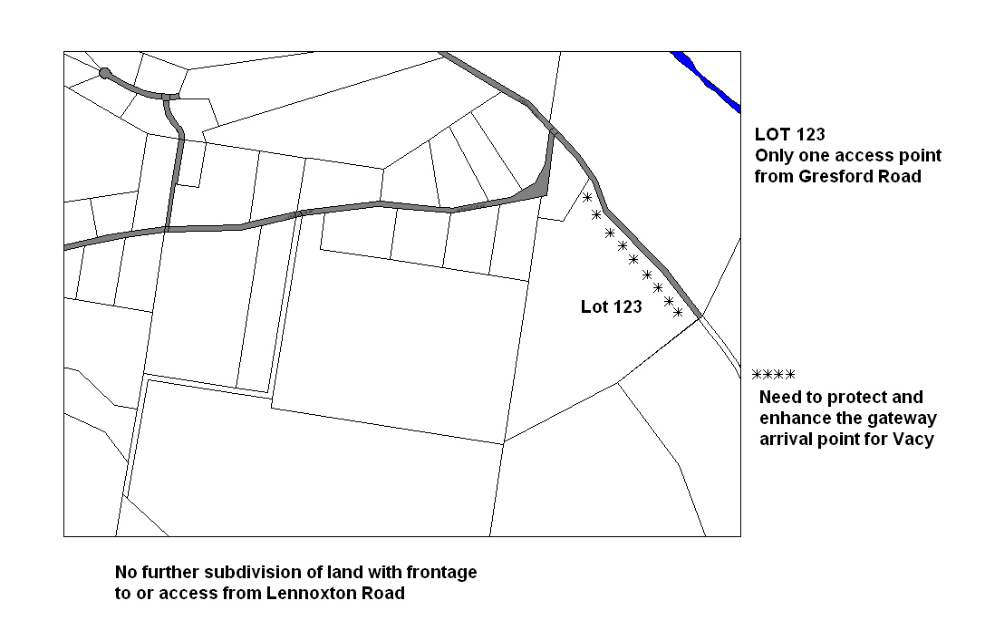 LOT 123
Only one access point
from Gresford Road
Lot 123
****
Need to protect and
enhance the gateway
arrival point for Vacy
No further subdivision of land with frontage
to or access from Lennoxton Road